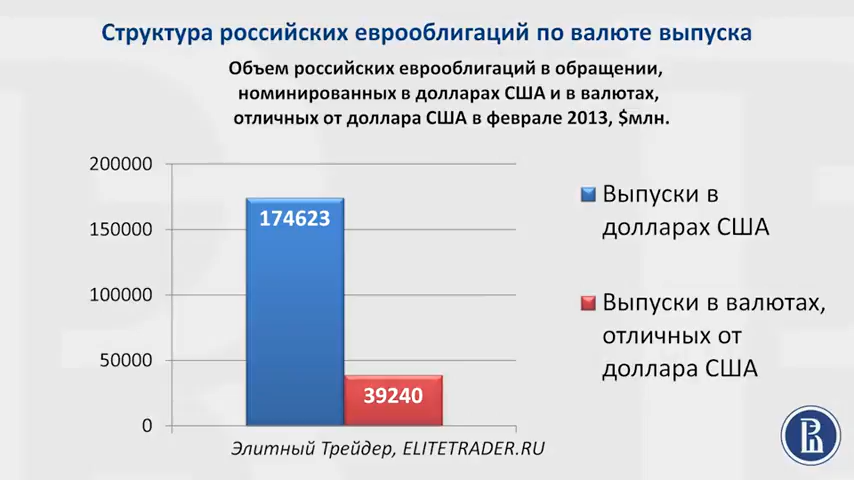 Структура российских еврооблигаций по валюте выпуска
Объем российских еврооблигаций в обращении,
номинированных в долларах США и в валютах,
отличных от доллара США в феврале 2013, $млн.
200000
150000
100000
50000
0
174623
39240
Выпуски в
долларах США
Выпуски в валютах,
отличных от
доллара США
Элитный Трейдер, ELITETRADER.RU